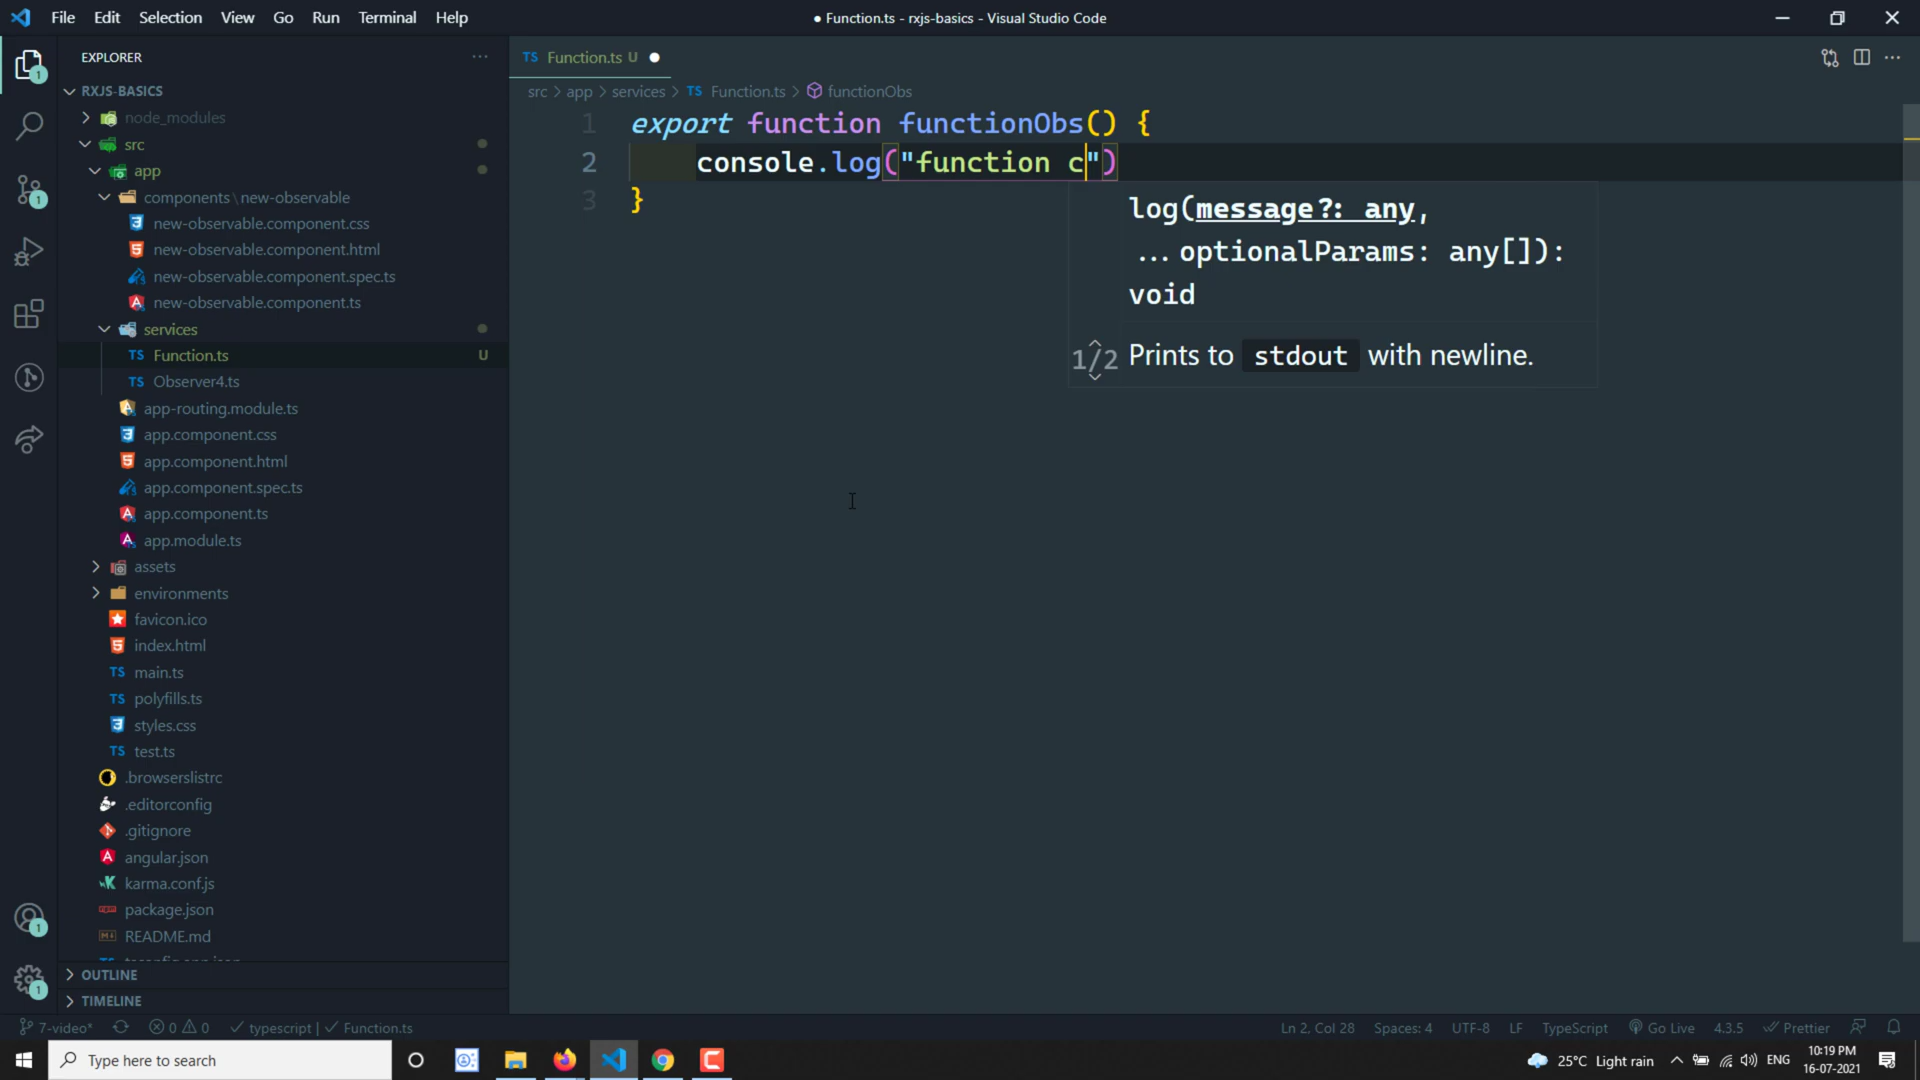 File Edit Selection View Go Run Terminal Help
● Function.ts - rxjs-basics - Visual Studio Code
EXPLORER
RXJS-BASICS
node_modules
src
app
components\new-observable
new-observable.component.css
new-observable.component.html
new-observable.component.spec.ts
new-observable.component.ts
services
Function.ts U
Observer4.ts
app-routing.module.ts
app.component.css
app.component.html
app.component.spec.ts
app.component.ts
app.module.ts
assets
environments
favicon.ico
index.html
main.ts
polyfills.ts
styles.css
test.ts
.browserslistrc
.editorconfig
.gitignore
angular.json
karma.conf.js
package.json
README.md
OUTLINE
TIMELINE
TS Function.ts U
src > app > services > TS Function.ts > functionObs
1 export function functionObs() {
2 console.log("function c")
3 }
log(message?: any,
...optionalParams: any[]):
void
1/2 Prints to stdout with newline.
7-video* 0 0 typescript | Function.ts
Ln 2, Col 28 Spaces: 4 UTF-8 LF TypeScript Go Live 4.3.5 Prettier
Type here to search
25°C Light rain ENG
10:19 PM
16-07-2021